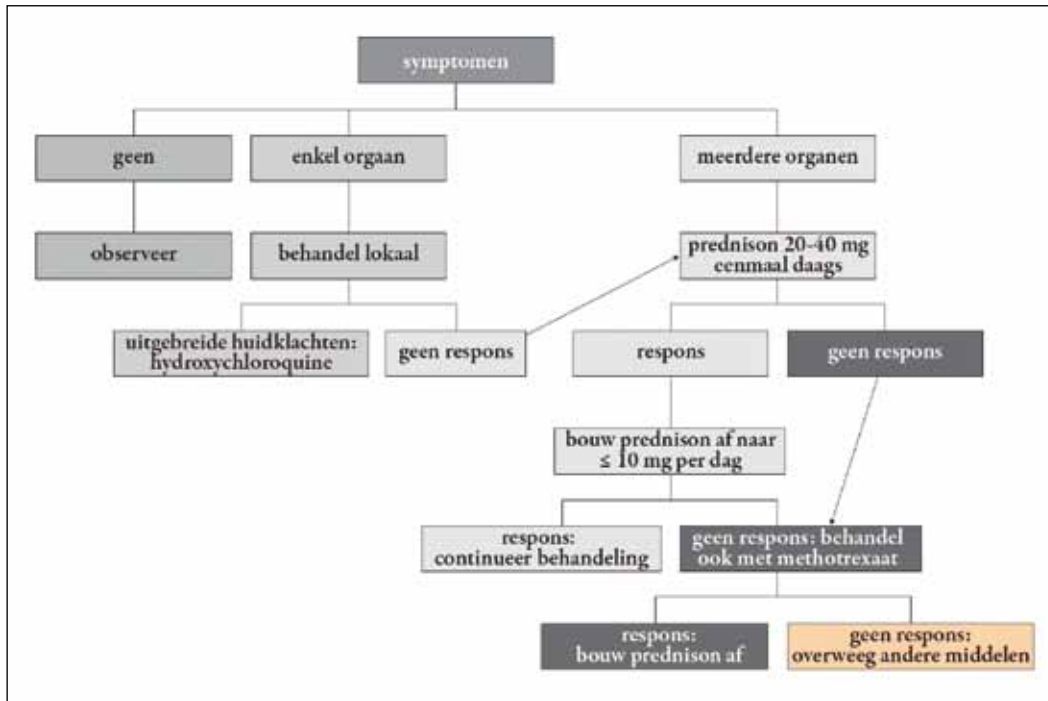 symptomen
geen
enkel orgaan
meerdere organen
observeer
behandel lokaal
prednison 20-40 mg
eenmaal daags
uitgebreide huidklachten:
hydroxychloroquine
geen respons
respons
geen respons
bouw prednison af naar
≤ 10 mg per dag
respons:
continueer behandeling
geen respons: behandel
ook met methotrexaat
respons:
bouw prednison af
geen respons:
overweeg andere middelen